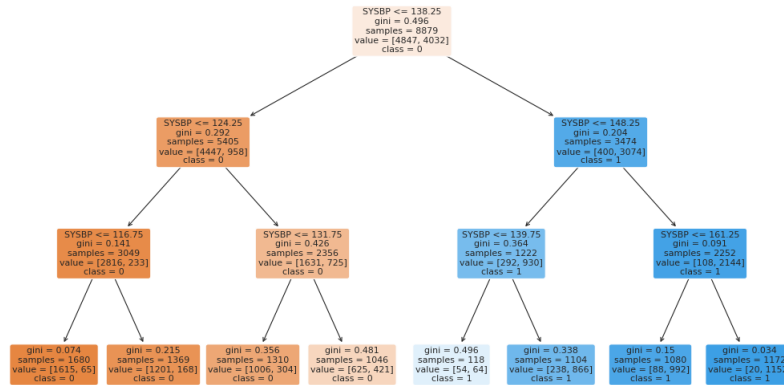 SYSBP <= 138.25
gini = 0.496
samples = 8879
value = [4847, 4032]
class = 0
SYSBP <= 124.25
gini = 0.292
samples = 5405
value = [4447, 958]
class = 0
SYSBP <= 148.25
gini = 0.204
samples = 3474
value = [400, 3074]
class = 1
SYSBP <= 116.75
gini = 0.141
samples = 3049
value = [2816, 233]
class = 0
SYSBP <= 131.75
gini = 0.426
samples = 2356
value = [1631, 725]
class = 0
SYSBP <= 139.75
gini = 0.364
samples = 1222
value = [292, 930]
class = 1
SYSBP <= 161.25
gini = 0.091
samples = 2252
value = [108, 2144]
class = 1
gini = 0.074
samples = 1680
value = [1615, 65]
class = 0
gini = 0.215
samples = 1369
value = [1201, 168]
class = 0
gini = 0.356
samples = 1310
value = [1006, 304]
class = 0
gini = 0.481
samples = 1046
value = [625, 421]
class = 0
gini = 0.496
samples = 118
value = [54, 64]
class = 1
gini = 0.338
samples = 1104
value = [238, 866]
class = 1
gini = 0.15
samples = 1080
value = [88, 992]
class = 1
gini = 0.034
samples = 1172
value = [20,
class = 1